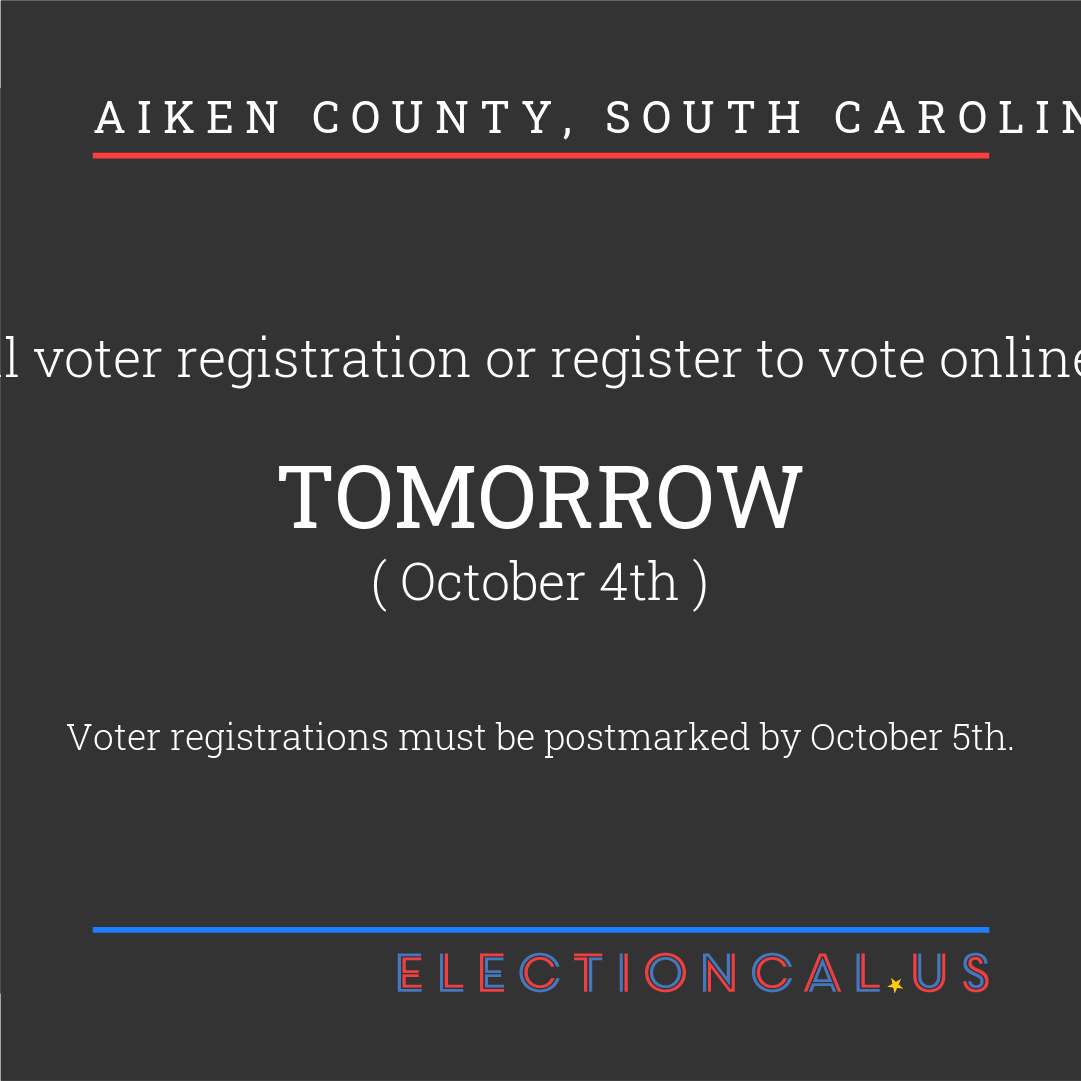 AIKEN COUNTY, SOUTH CAROLIN
l voter registration or register to vote online
TOMORROW
( October 4th )
Voter registrations must be postmarked by October 5th.
ELECTIONCAL.US